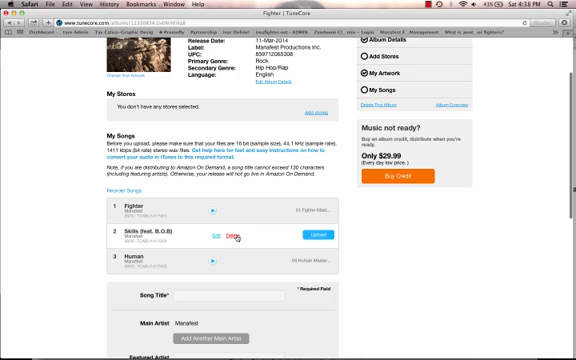 Safari File Edit View History Bookmarks Window Help
43% Sat 4:38 PM
Fighter | TuneCore
www.tunecore.com
Reader
Release Date: 11-Mar-2014
Album Details
Label: Manafest Productions Inc.
UPC: 859712065308
Add Stores
Primary Genre: Rock
Secondary Genre: Hip Hop/Rap
My Artwork
Language: English
Edit Album Details
My Songs
My Stores
Delete This Album Album Overview
You don't have any stores selected.
Add stores
Music not ready?
Buy an album credit, distribute when you're ready.
My Songs
Before you upload, please make sure your files are 16 bit (sample size), 44.1 kHz (sample rate), 1411 kbps (bit rate) stereo wav files. Get help here for fast and easy instructions on how to convert your audio in iTunes to this required format.
Only $29.99
(Every day low price.)
Buy Credit
Note, if you are distributing to Amazon On Demand, a song title cannot exceed 130 characters (including featuring artists). Otherwise, your release will not go live in Amazon On Demand.
Reorder Songs
1 Fighter
Manafest
2 Skills (feat. B.O.B)
Manafest
Edit Delete Upload
3 Human
Manafest
* Required Field
Song Title*
Main Artist Manafest
Add Another Main Artist
Featured Artist